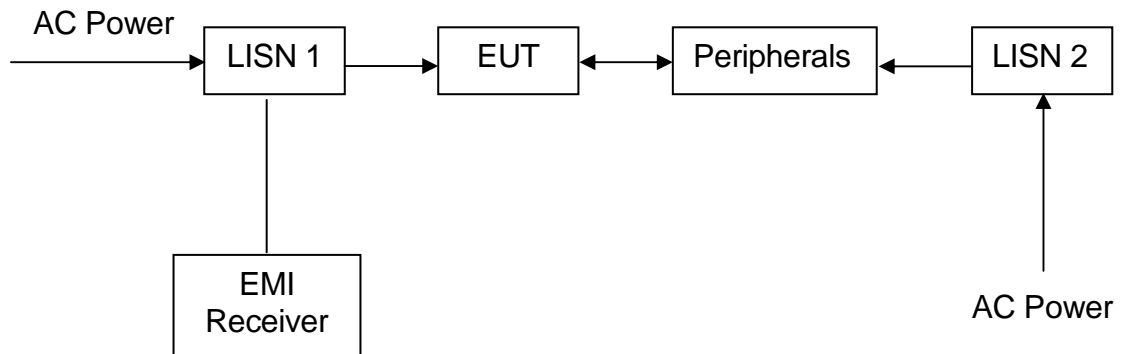 AC Power
LISN 1
EUT
Peripherals
LISN 2
EMI
Receiver
AC Power